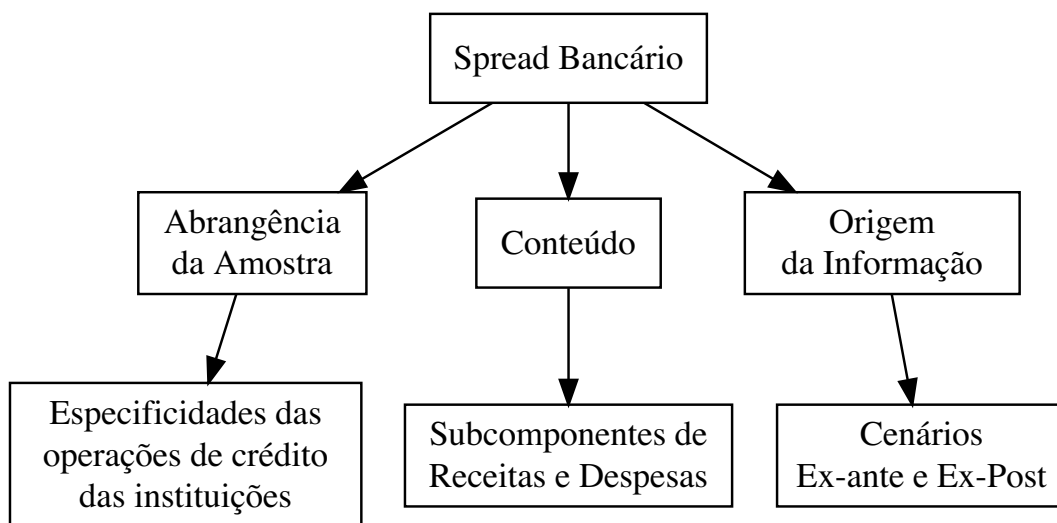 Spread Bancário
Abrangência
da Amostra
Conteúdo
Origem
da Informação
Especificidades das
operações de crédito
das instituições
Subcomponentes de
Receitas e Despesas
Cenários
Ex-ante e Ex-Post